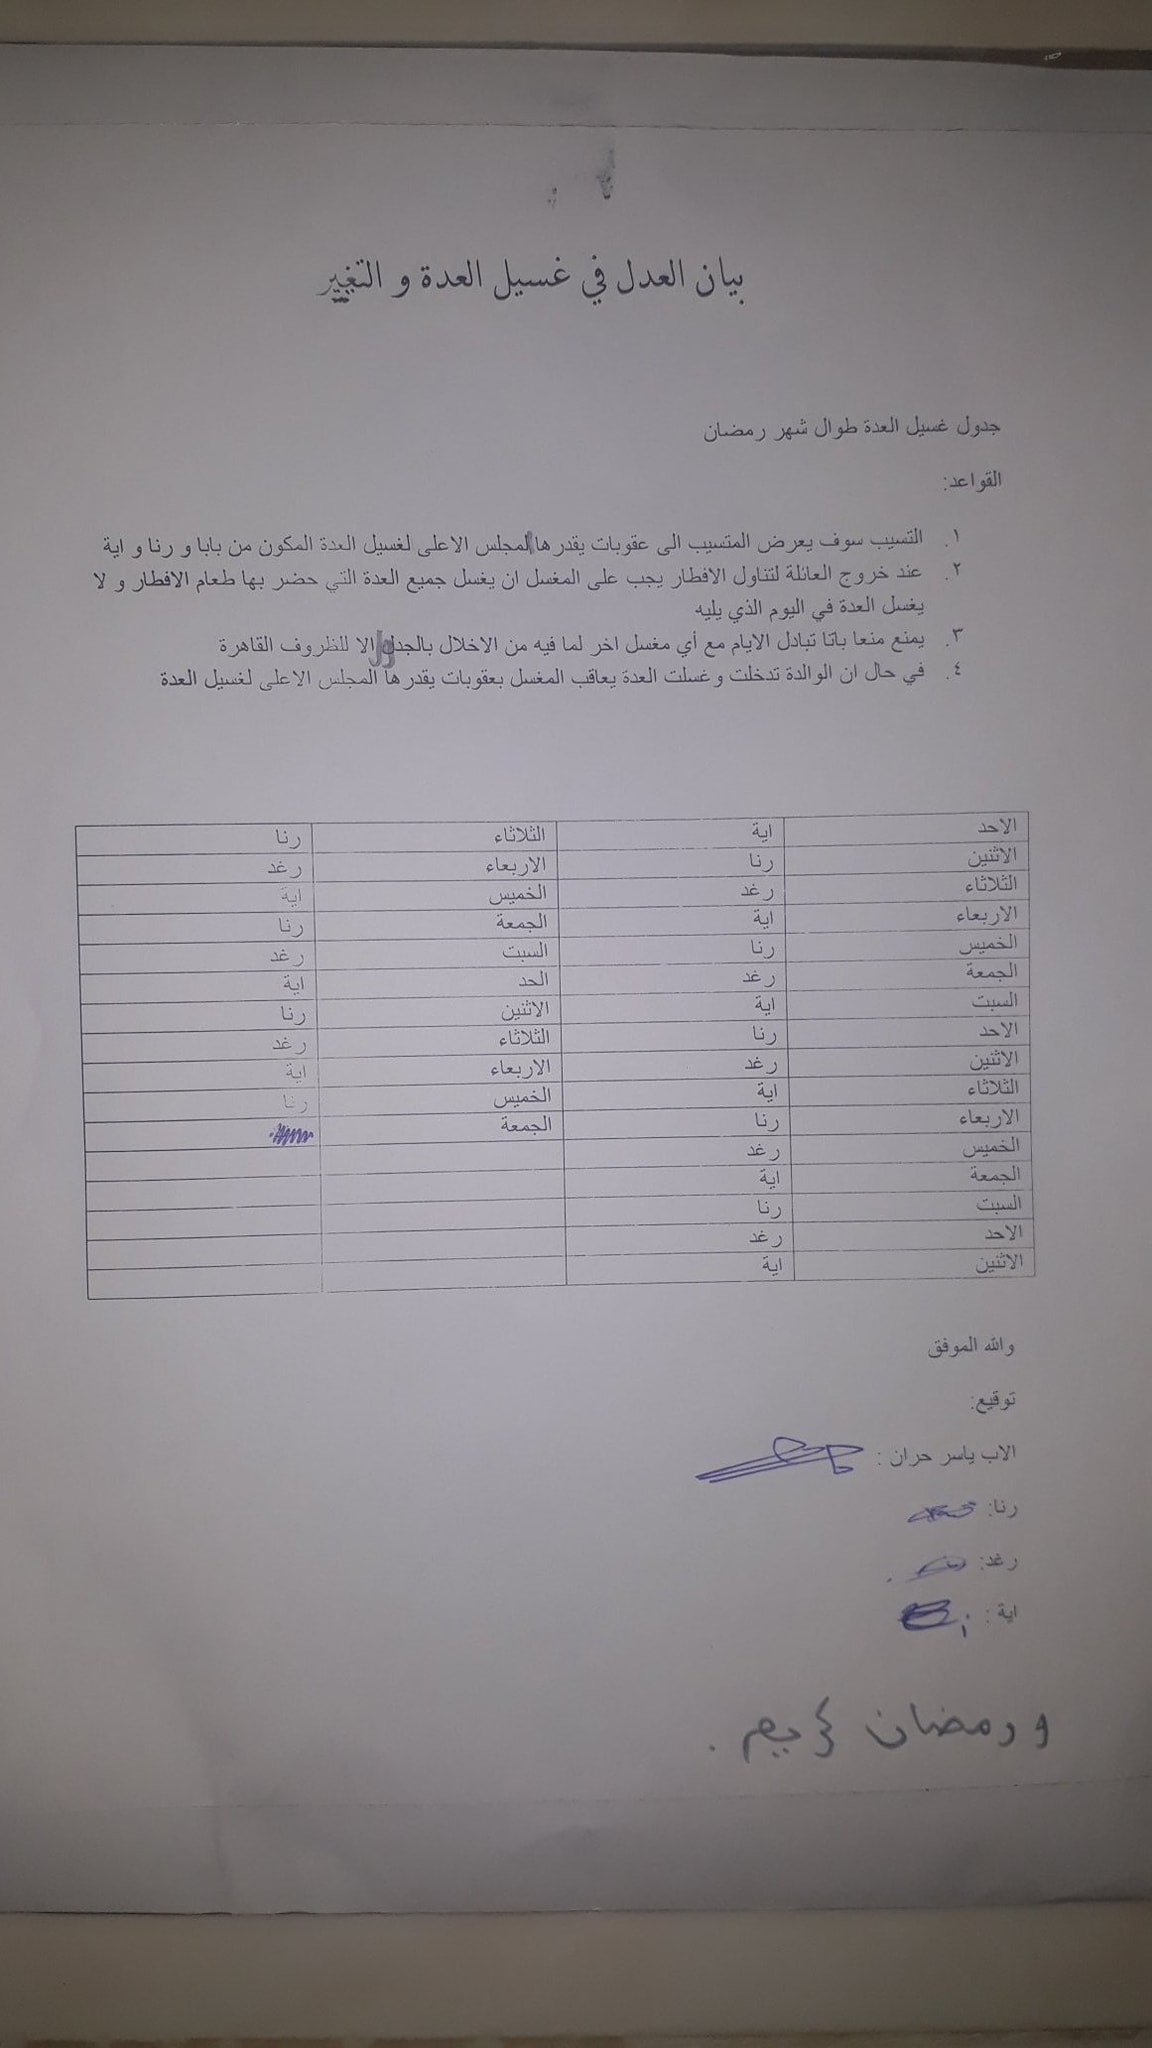 بيان العدل في غسيل العدة و التغيير
جدول غسيل العدة طوال شهر رمضان
القواعد:
١. التسيب سوف يعرض المتسيب الى عقوبات يقدرها المجلس الاعلى لغسيل العدة المكون من بابا و رنا و اية
٢. عند خروج العائلة لتناول الافطار يجب على المغسل ان يغسل جميع العدة التي حضر بها طعام الافطار و لا
يغسل العدة في اليوم الذي يليه
٣. يمنع منعا باتا تبادل الايام مع أي مغسل اخر لما فيه من الاخلال بالجدول الا للظروف القاهرة
٤. في حال ان الوالدة تدخلت و غسلت العدة يعاقب المغسل بعقوبات يقدرها المجلس الاعلى لغسيل العدة
الاحد اية الثلاثاء رنا
الاثنين رنا الاربعاء رغد
الثلاثاء رغد الخميس اية
الاربعاء اية الجمعة رنا
الخميس رنا السبت رغد
الجمعة رغد الحد اية
السبت اية الاثنين رنا
الاحد رنا الثلاثاء رغد
الاثنين رغد الاربعاء اية
الثلاثاء اية الخميس رنا
الاربعاء رنا الجمعة
الخميس رغد
الجمعة اية
السبت رنا
الاحد رغد
الاثنين اية
والله الموفق
توقيع:
الاب ياسر حران :
رنا:
رغد:
اية :
و رمضان كريم .